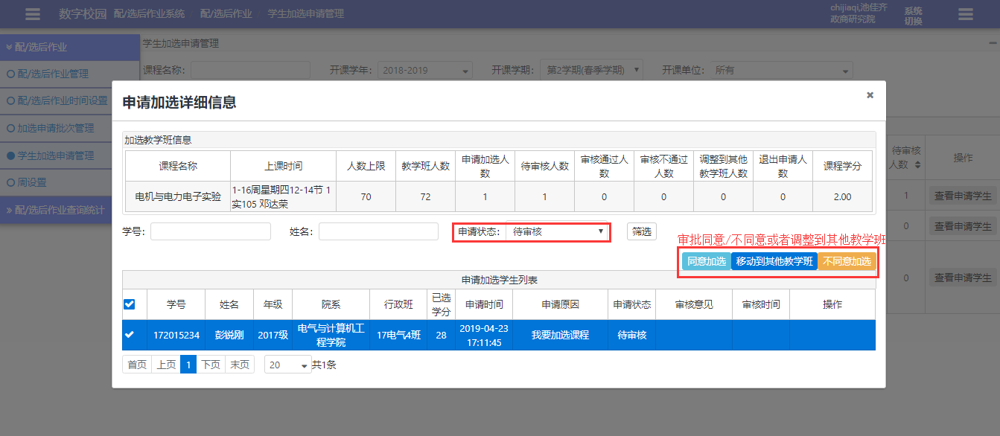 数字校园 配/选后作业系统 配/选后作业 学生加选申请管理
chijiaqi,池佳齐
政商研究院
系统
切换
配/选后作业
配/选后作业管理
配/选后作业时间设置
加选申请批次管理
学生加选申请管理
周设置
配/选后作业查询统计
学生加选申请管理
课程名称: 开课学年: 2018-2019 开课学期: 第2学期(春季学期) 开课单位: 所有
申请加选详细信息
加选教学班信息
课程名称 上课时间 人数上限 教学班人数 申请加选人数 待审核人数 审核通过人数 审核不通过人数 调整到其他教学班人数 退出申请人数 课程学分
电机与电力电子实验 1-16周星期四12-14节 1实105 邓达荣 70 72 1 1 0 0 0 0 2.00
学号: 姓名: 申请状态: 待审核 筛选
审批同意/不同意或者调整到其他教学班
同意加选 移动到其他教学班 不同意加选
申请加选学生列表
学号 姓名 年级 院系 行政班 已选学分 申请时间 申请原因 申请状态 审核意见 审核时间 操作
172015234 彭锐刚 2017级 电气与计算机工程学院 17电气4班 28 2019-04-23 17:11:45 我要加选课程 待审核
首页 上页 1 下页 末页 20 共1条
待审核
人数 操作
1 查看申请学生
0 查看申请学生
0 查看申请学生